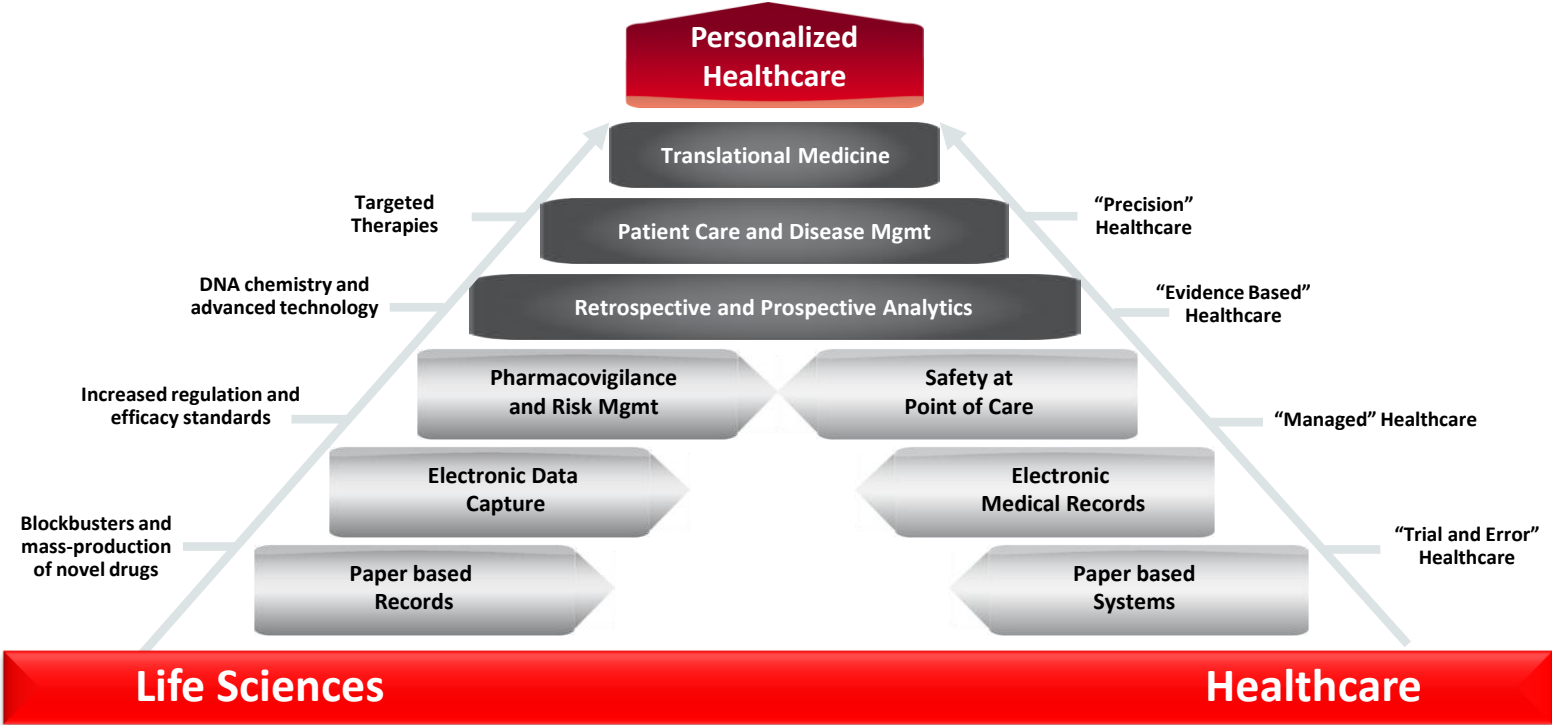 Personalized
Healthcare
Translational Medicine
Targeted
Therapies
“Precision”
Healthcare
Patient Care and Disease Mgmt
DNA chemistry and
advanced technology
“Evidence Based”
Healthcare
Retrospective and Prospective Analytics
Pharmacovigilance
and Risk Mgmt
Safety at
Point of Care
Increased regulation and
efficacy standards
“Managed” Healthcare
Electronic Data
Capture
Electronic
Medical Records
Blockbusters and
mass-production
of novel drugs
“Trial and Error”
Healthcare
Paper based
Records
Paper based
Systems
Life Sciences
Healthcare